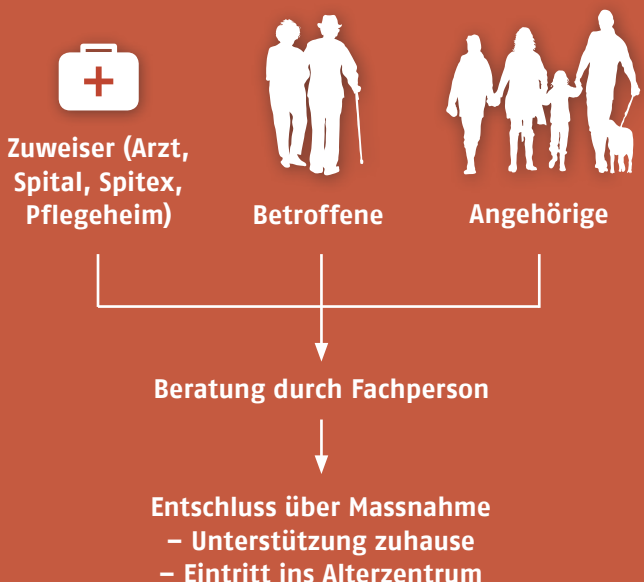 Zuweiser (Arzt,
Spital, Spitex,
Pflegeheim)
Betroffene
Angehörige
Beratung durch Fachperson
Entschluss über Massnahme
– Unterstützung zuhause
– Eintritt ins Alterzentrum